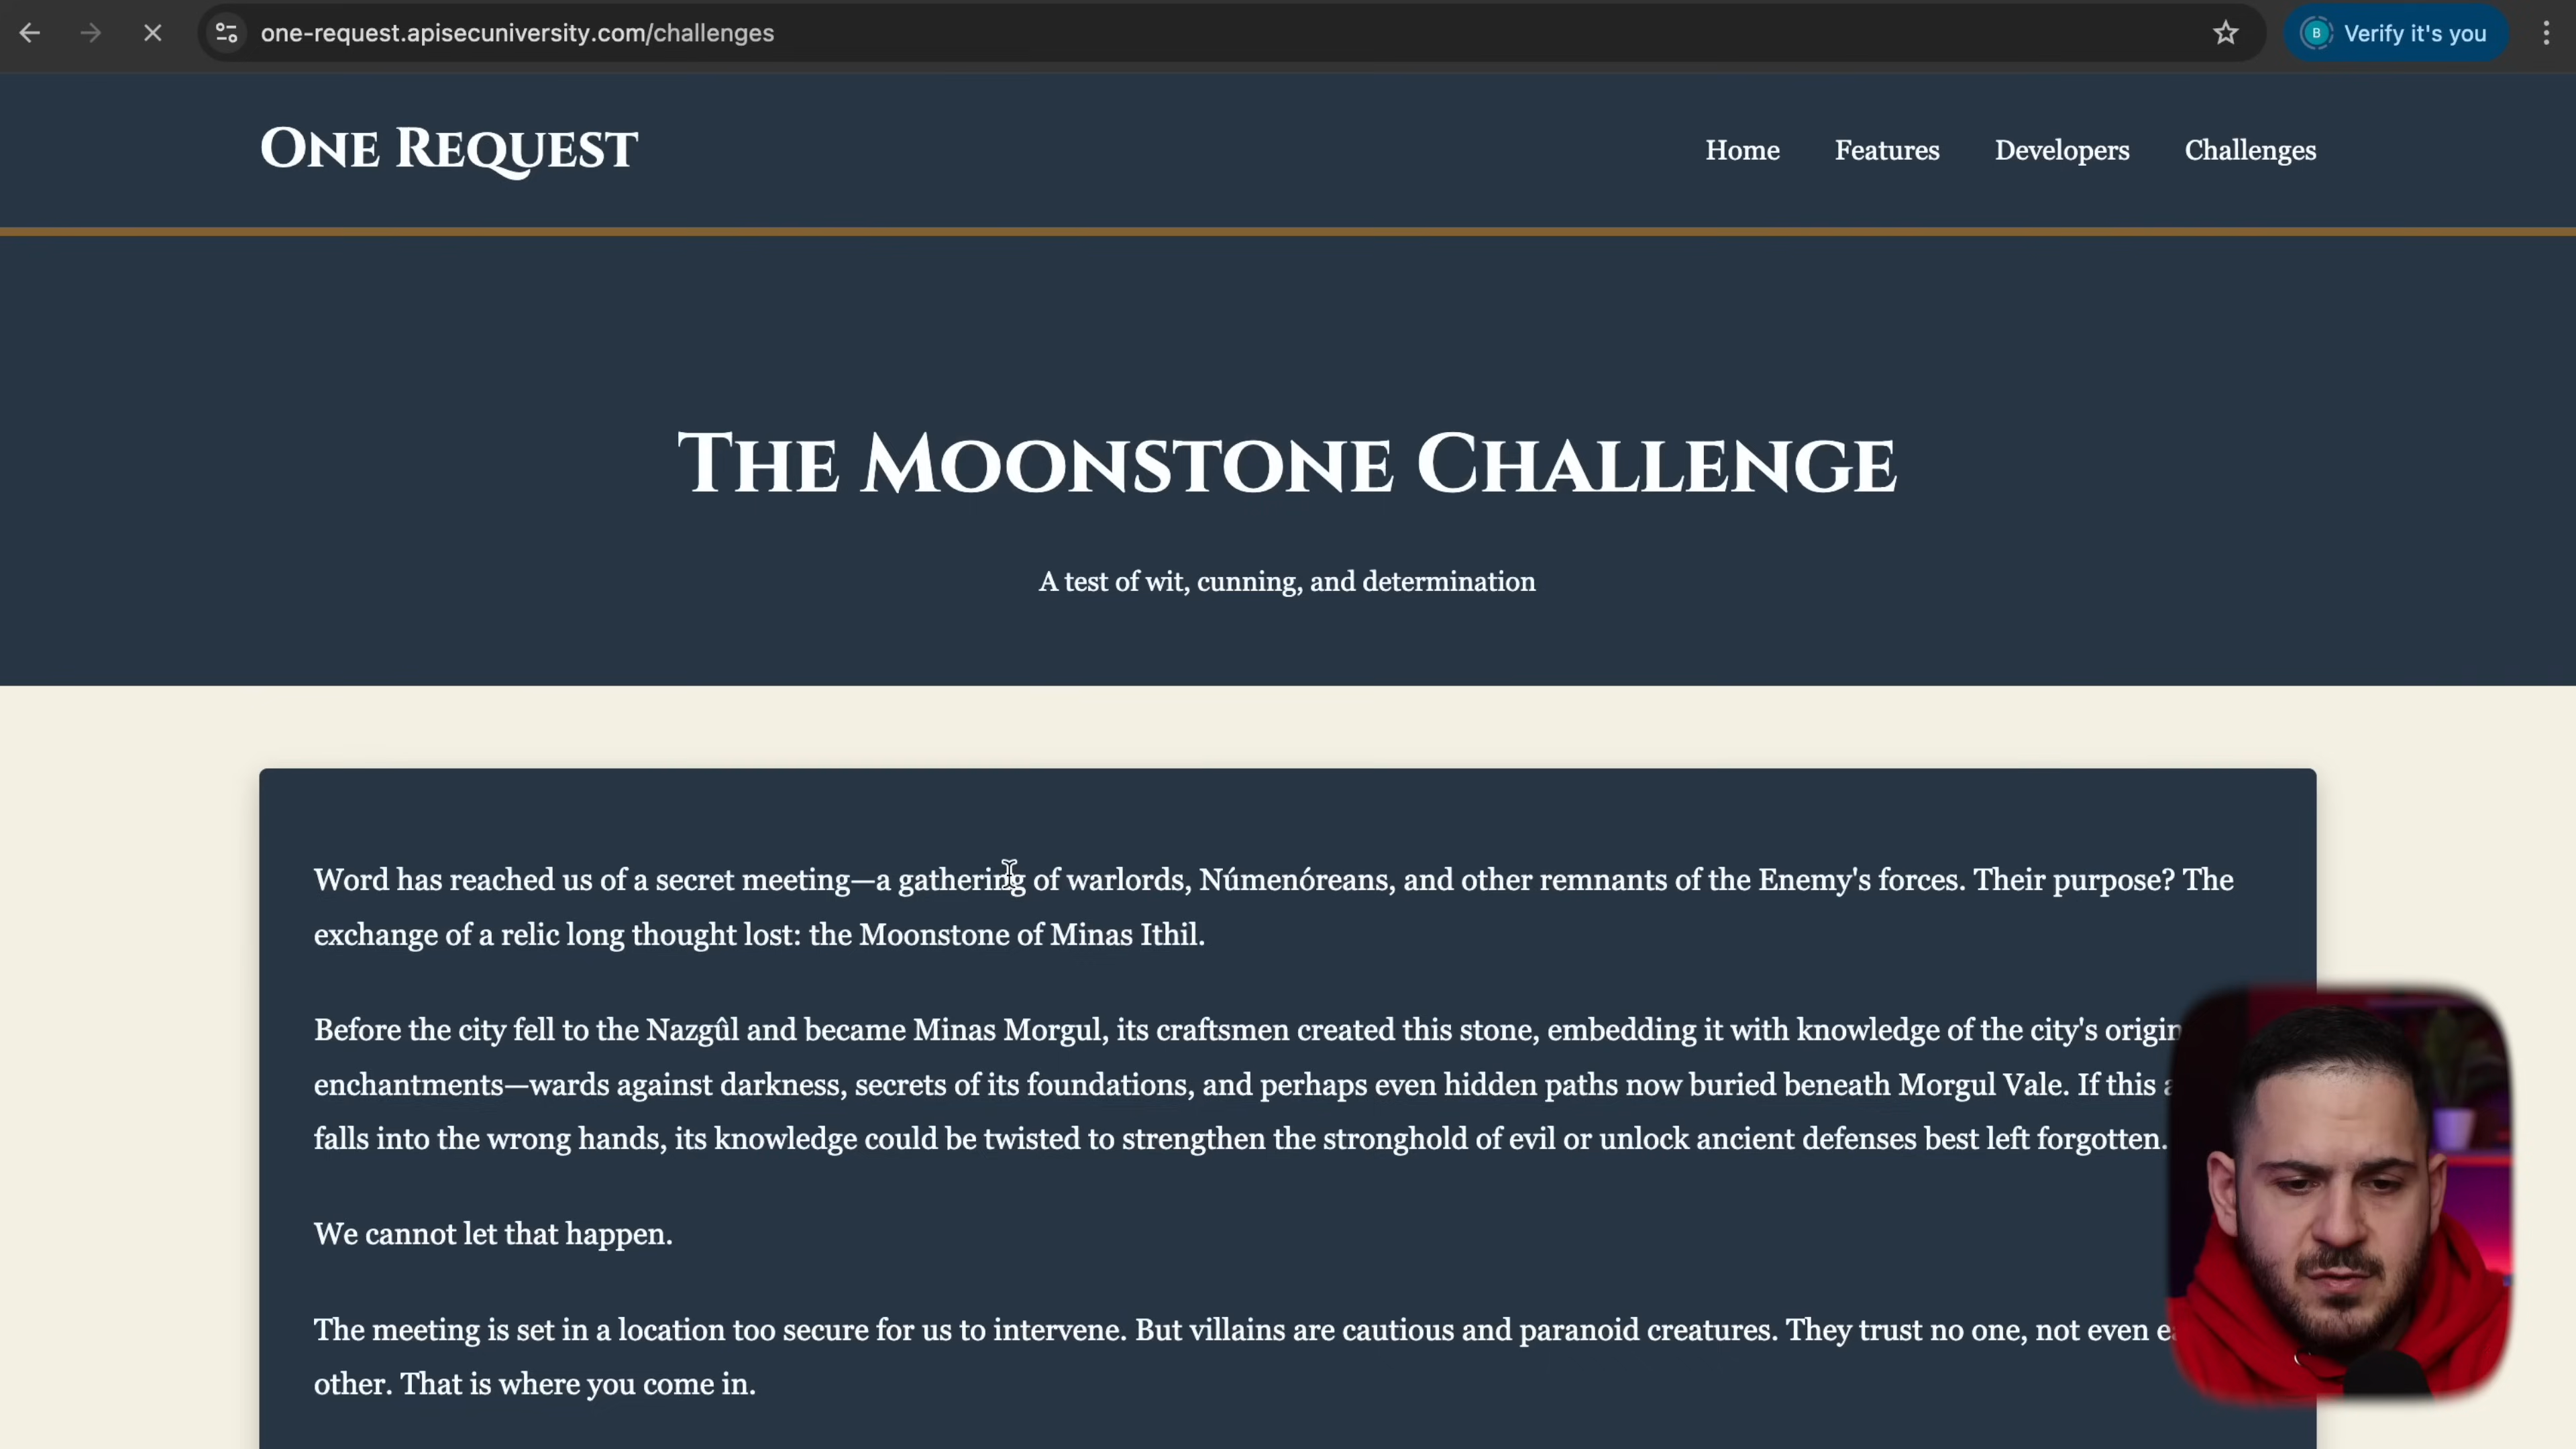 one-request.apisecuniversity.com/challenges
B
Verify it's you
ONE REQUEST
Home
Features
Developers
Challenges
THE MOONSTONE CHALLENGE
A test of wit, cunning, and determination
Word has reached us of a secret meeting—a gathering of warlords, Númenóreans, and other remnants of the Enemy's forces. Their purpose? The
exchange of a relic long thought lost: the Moonstone of Minas Ithil.
Before the city fell to the Nazgûl and became Minas Morgul, its craftsmen created this stone, embedding it with knowledge of the city's origin
enchantments—wards against darkness, secrets of its foundations, and perhaps even hidden paths now buried beneath Morgul Vale. If this
falls into the wrong hands, its knowledge could be twisted to strengthen the stronghold of evil or unlock ancient defenses best left forgotten.
We cannot let that happen.
The meeting is set in a location too secure for us to intervene. But villains are cautious and paranoid creatures. They trust no one, not even
other. That is where you come in.